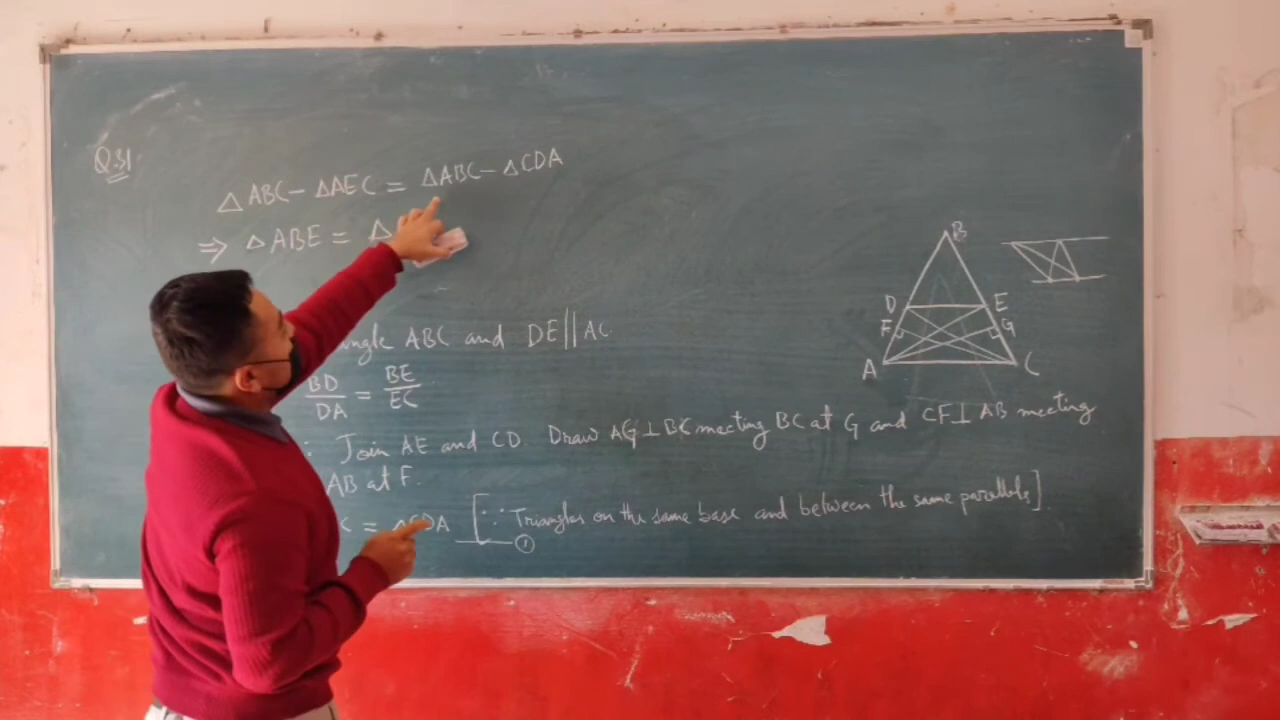 Q.31
△ABC - △AEC = △ABC - △CDA
⇒ △ABE = △
ABC and DE // AC
BD/DA = BE/EC
: Join AE and CD Draw AG ⊥ BC meeting BC at G and CF ⊥ AB meeting
AB at F.
C = △CDA [∵ Triangles on the same base and between the same parallels]
①
B
D
E
F
G
A
C